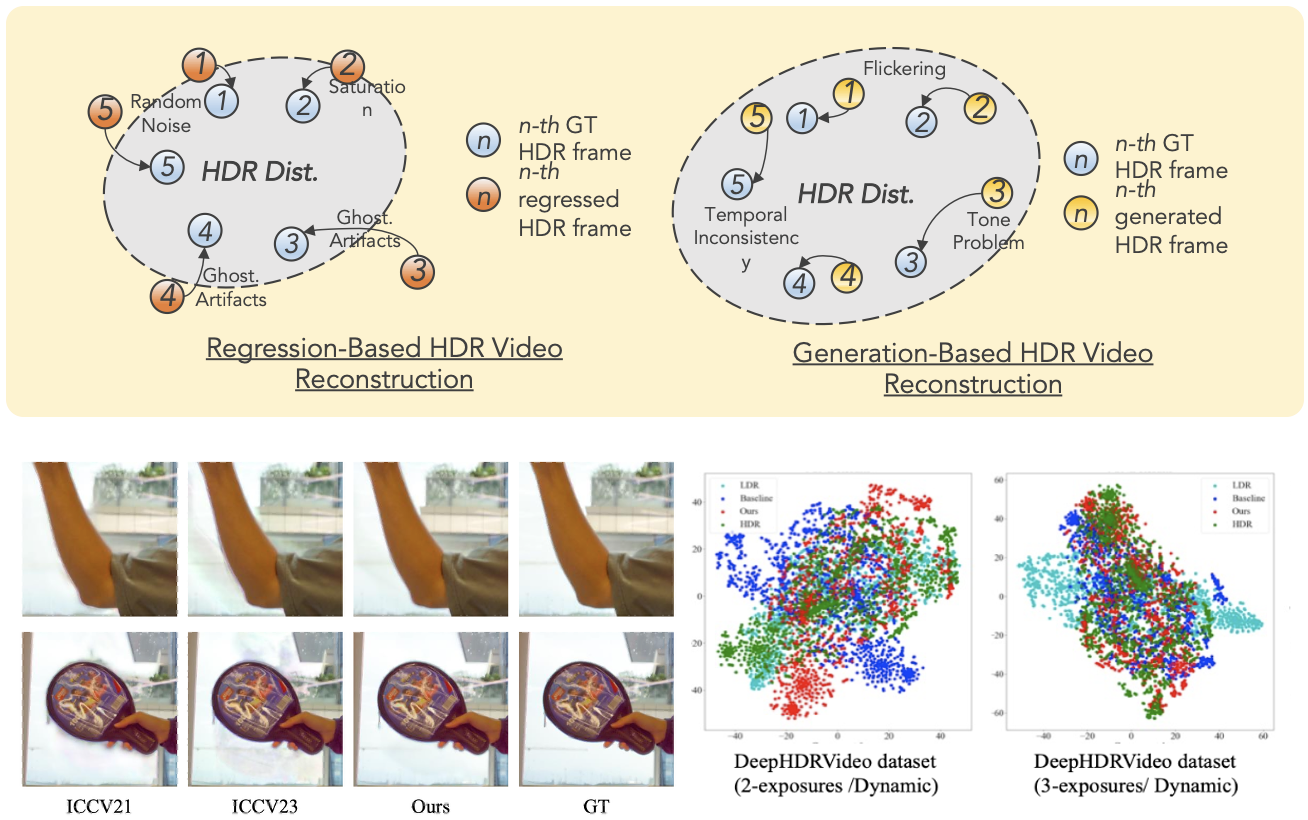 1
2
Saturatio
n
5
Random
Noise
1
2
5
HDR Dist.
4
3
Ghost.
Artifacts
3
4
Ghost.
Artifacts
n
n-th GT
HDR frame
n
n-th
regressed
HDR frame
Regression-Based HDR Video
Reconstruction
Flickering
5
1
1
2
2
5
HDR Dist.
3
Temporal
Inconsistenc
y
Tone
Problem
3
4
4
n
n-th GT
HDR frame
n
n-th
generated
HDR frame
Generation-Based HDR Video
Reconstruction
ICCV21
ICCV23
Ours
GT
LDR
Baseline
Ours
HDR
40
20
0
20
40
−40
−20
0
20
40
DeepHDRVideo dataset
(2-exposures /Dynamic)
LDR
Baseline
Ours
HDR
60
40
20
0
-20
-40
-60
−40
−20
0
20
40
60
DeepHDRVideo dataset
(3-exposures/ Dynamic)